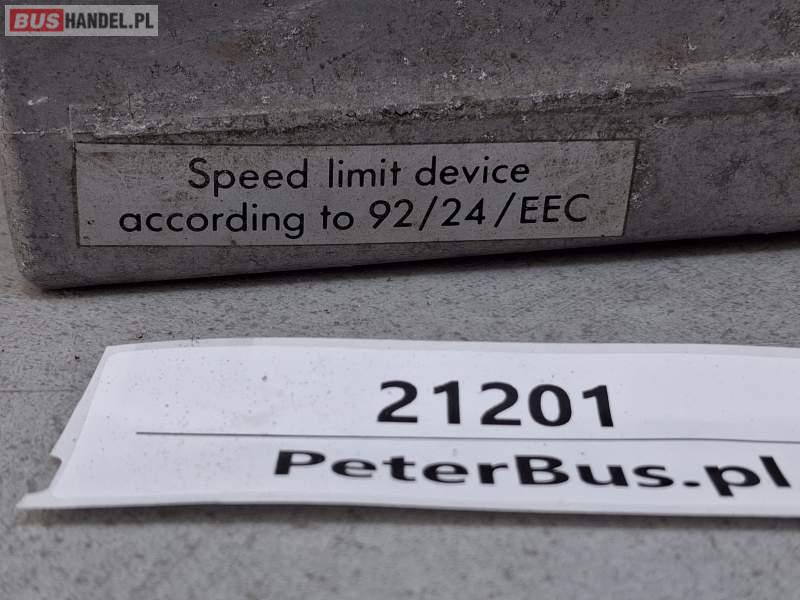 BUSHANDEL.PL
Speed limit device
according to 92/24/EEC
21201
PeterBus.pl